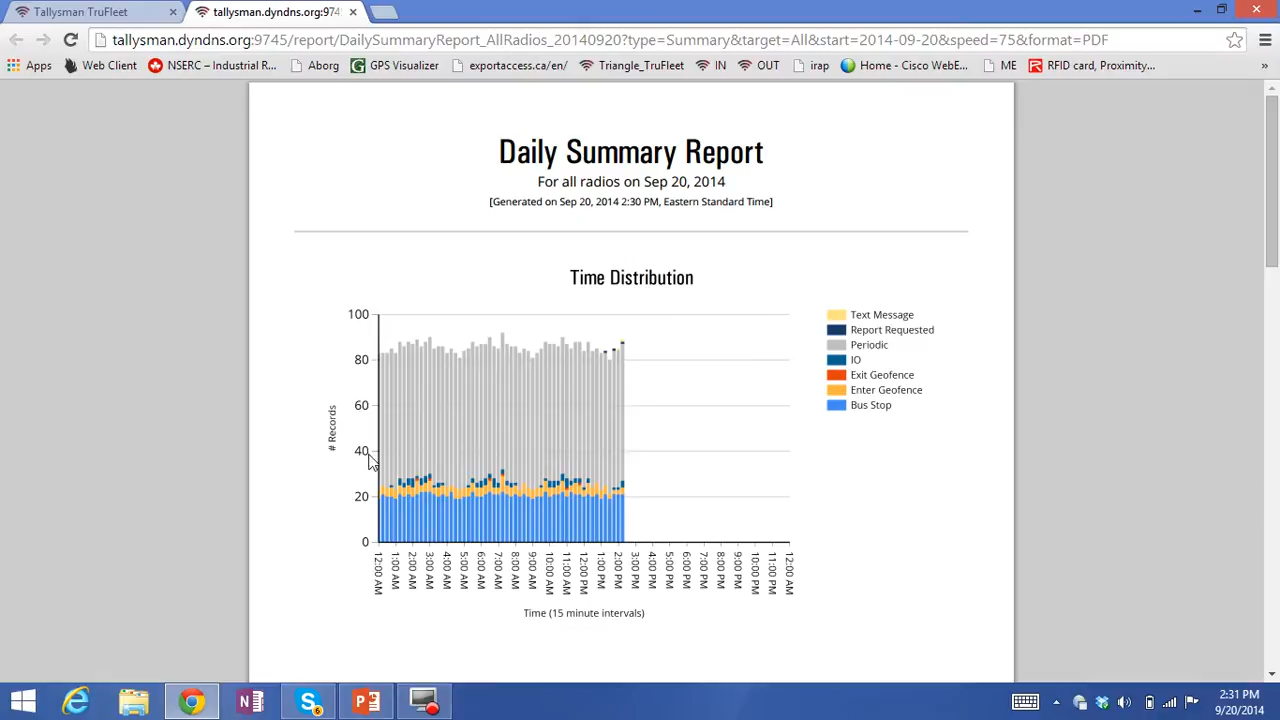 Tallysman TruFleet
tallysman.dyndns.org:974
tallysman.dyndns.org:9745/report/DailySummaryReport_AllRadios_20140920?type=Summary&target=All&start=2014-09-20&speed=75&format=PDF
Apps Web Client NSERC – Industrial R... Aborg GPS Visualizer exportaccess.ca/en/ Triangle_TruFleet IN OUT irap Home - Cisco WebE... ME RFID card, Proximity... »
Daily Summary Report
For all radios on Sep 20, 2014
[Generated on Sep 20, 2014 2:30 PM, Eastern Standard Time]
Time Distribution
100
80
60
40
20
0
# Records
12:00 AM
1:00 AM
2:00 AM
3:00 AM
4:00 AM
5:00 AM
6:00 AM
7:00 AM
8:00 AM
9:00 AM
10:00 AM
11:00 AM
12:00 PM
1:00 PM
2:00 PM
3:00 PM
4:00 PM
5:00 PM
6:00 PM
7:00 PM
8:00 PM
9:00 PM
10:00 PM
11:00 PM
12:00 AM
Time (15 minute intervals)
Text Message
Report Requested
Periodic
IO
Exit Geofence
Enter Geofence
Bus Stop
6
2:31 PM
9/20/2014